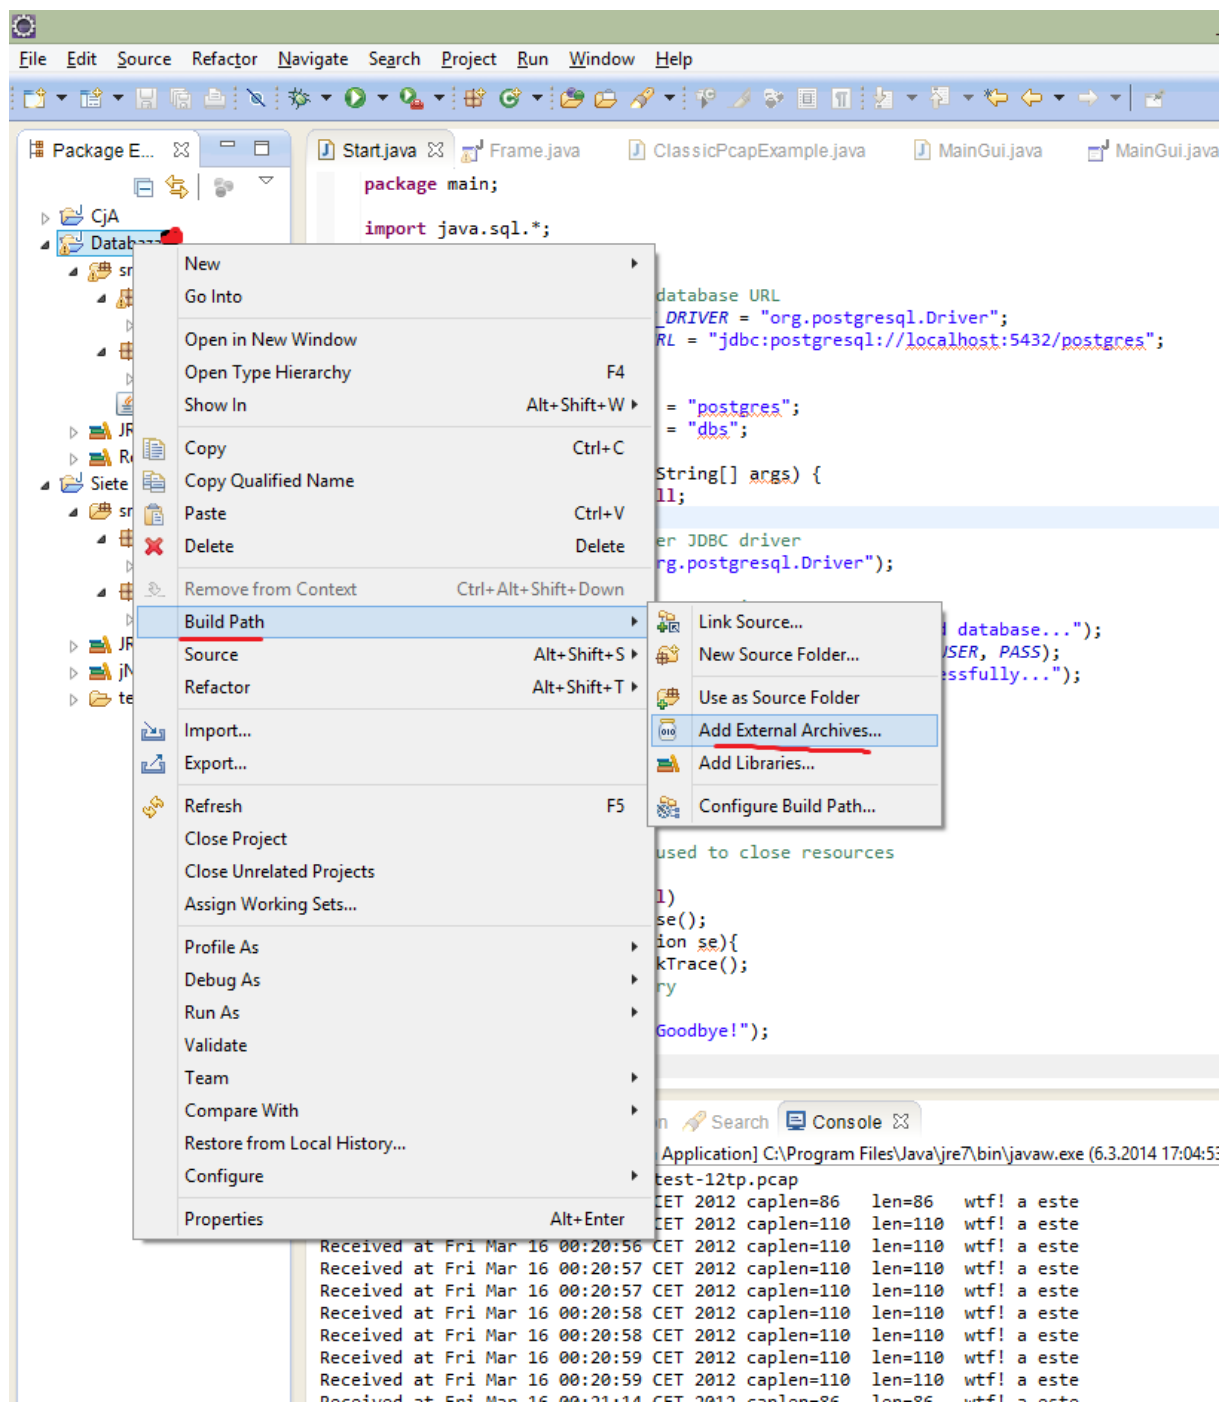 File Edit Source Refactor Navigate Search Project Run Window Help
Package E...
Start.java Frame.java ClassicPcapExample.java MainGui.java MainGui.java
package main;
import java.sql.*;
CjA
New
Go Into
Open in New Window
Open Type Hierarchy F4
Show In Alt+Shift+W
Copy Ctrl+C
Copy Qualified Name
Paste Ctrl+V
Delete Delete
Remove from Context Ctrl+Alt+Shift+Down
Build Path
Source Alt+Shift+S
Refactor Alt+Shift+T
Import...
Export...
Refresh F5
Close Project
Close Unrelated Projects
Assign Working Sets...
Profile As
Debug As
Run As
Validate
Team
Compare With
Restore from Local History...
Configure
Properties Alt+Enter
Siete
Link Source...
New Source Folder...
Use as Source Folder
Add External Archives...
Add Libraries...
Configure Build Path...
database URL
_DRIVER = "org.postgresql.Driver";
RL = "jdbc:postgresql://localhost:5432/postgres";
= "postgres";
= "dbs";
String[] args) {
ll;
er JDBC driver
rg.postgresql.Driver");
database...");
USER, PASS);
essfully...");
used to close resources
l)
se();
ion se){
kTrace();
ry
Goodbye!");
n Search Console
Application] C:\Program Files\Java\jre7\bin\javaw.exe (6.3.2014 17:04:53
test-12tp.pcap
CET 2012 caplen=86 len=86 wtf! a este
CET 2012 caplen=110 len=110 wtf! a este
Received at Fri Mar 16 00:20:56 CET 2012 caplen=110 len=110 wtf! a este
Received at Fri Mar 16 00:20:57 CET 2012 caplen=110 len=110 wtf! a este
Received at Fri Mar 16 00:20:57 CET 2012 caplen=110 len=110 wtf! a este
Received at Fri Mar 16 00:20:58 CET 2012 caplen=110 len=110 wtf! a este
Received at Fri Mar 16 00:20:58 CET 2012 caplen=110 len=110 wtf! a este
Received at Fri Mar 16 00:20:59 CET 2012 caplen=110 len=110 wtf! a este
Received at Fri Mar 16 00:20:59 CET 2012 caplen=110 len=110 wtf! a este